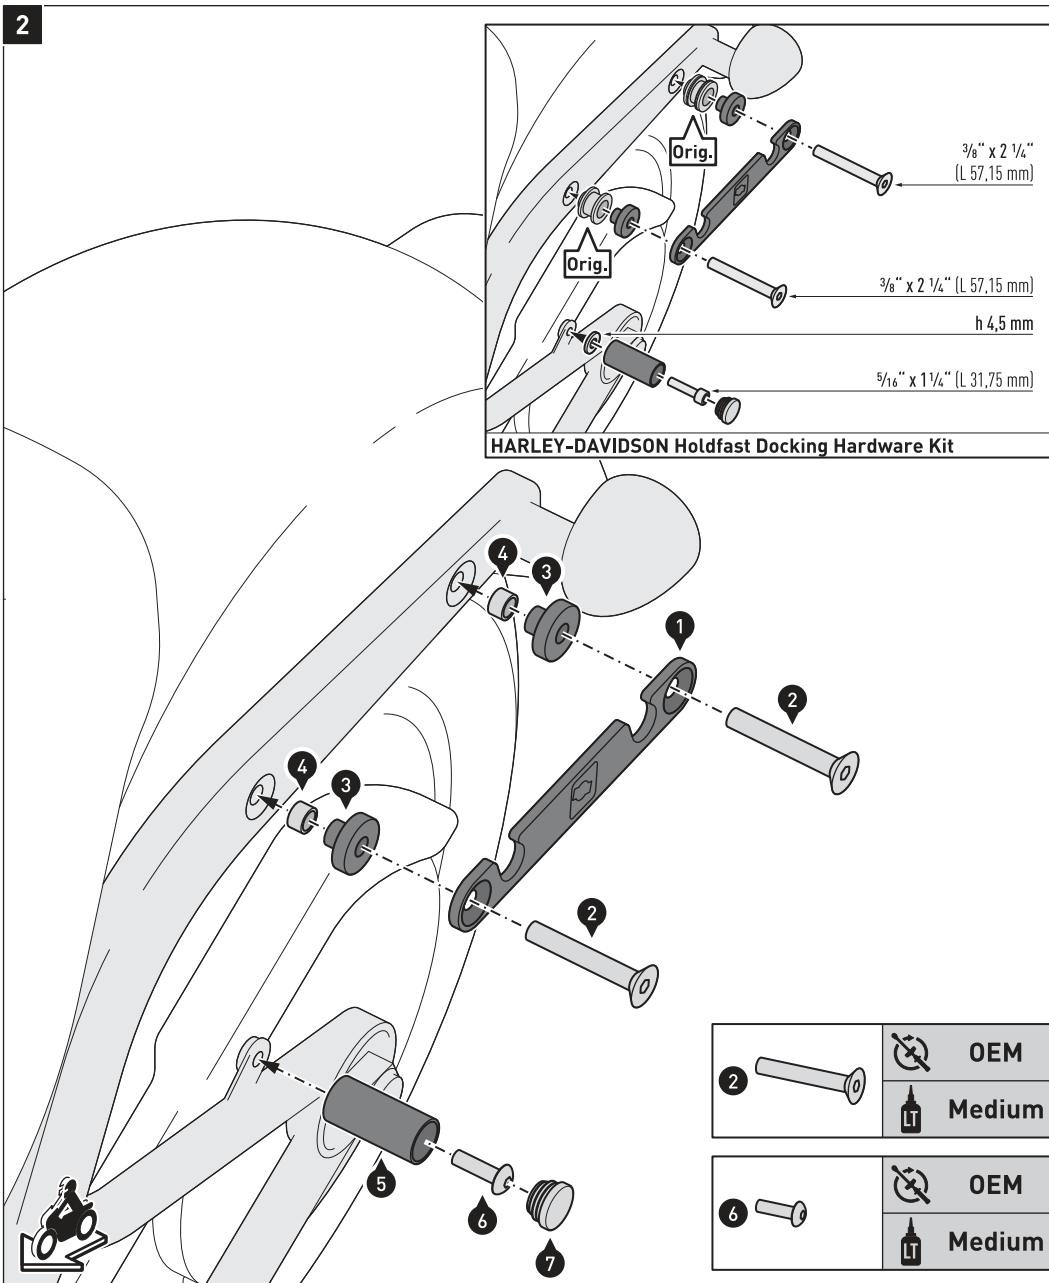 2
Orig.
Orig.
3/8“ x 2 1/4“
(L 57,15 mm)
3/8“ x 2 1/4“ (L 57,15 mm)
h 4,5 mm
5/16“ x 1 1/4“ (L 31,75 mm)
HARLEY-DAVIDSON Holdfast Docking Hardware Kit
4
3
1
2
4
3
2
5
6
7
2
OEM
LT Medium
6
OEM
LT Medium